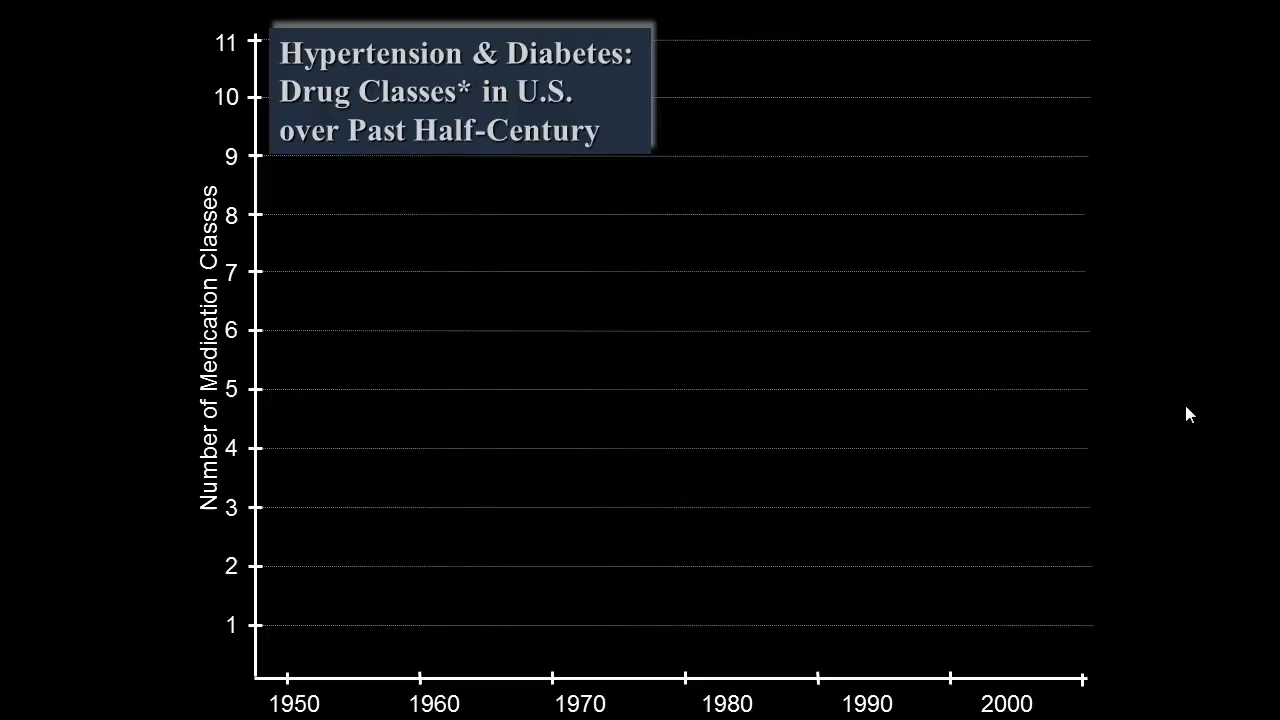 Hypertension & Diabetes:
Drug Classes* in U.S.
over Past Half-Century
Number of Medication Classes
11
10
9
8
7
6
5
4
3
2
1
1950 1960 1970 1980 1990 2000